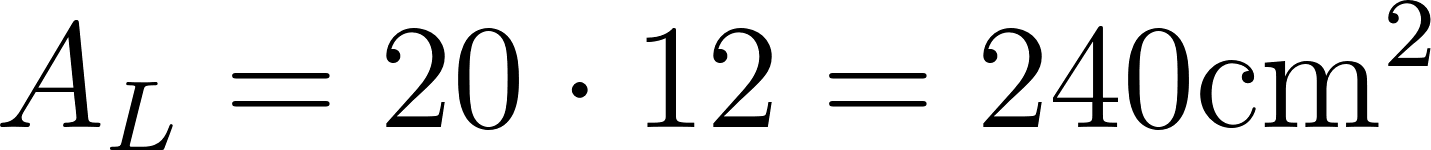 A_L = 20 · 12 = 240cm²